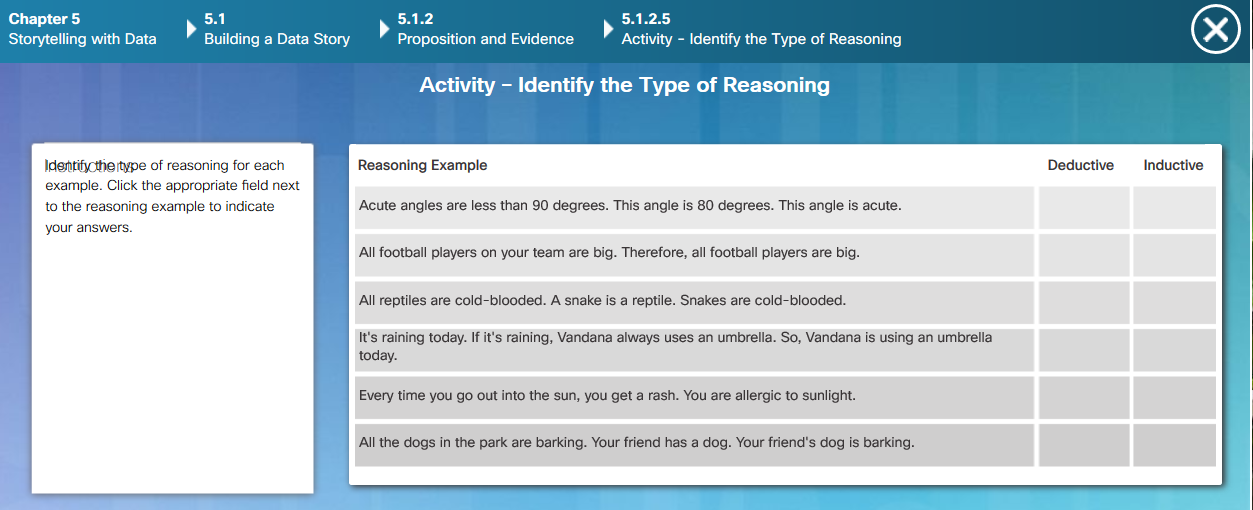 Chapter 5
Storytelling with Data
5.1
Building a Data Story
5.1.2
Proposition and Evidence
5.1.2.5
Activity - Identify the Type of Reasoning
Activity – Identify the Type of Reasoning
Instructions
Identify the type of reasoning for each
example. Click the appropriate field next
to the reasoning example to indicate
your answers.
Reasoning Example Deductive Inductive
Acute angles are less than 90 degrees. This angle is 80 degrees. This angle is acute.
All football players on your team are big. Therefore, all football players are big.
All reptiles are cold-blooded. A snake is a reptile. Snakes are cold-blooded.
It's raining today. If it's raining, Vandana always uses an umbrella. So, Vandana is using an umbrella
today.
Every time you go out into the sun, you get a rash. You are allergic to sunlight.
All the dogs in the park are barking. Your friend has a dog. Your friend's dog is barking.